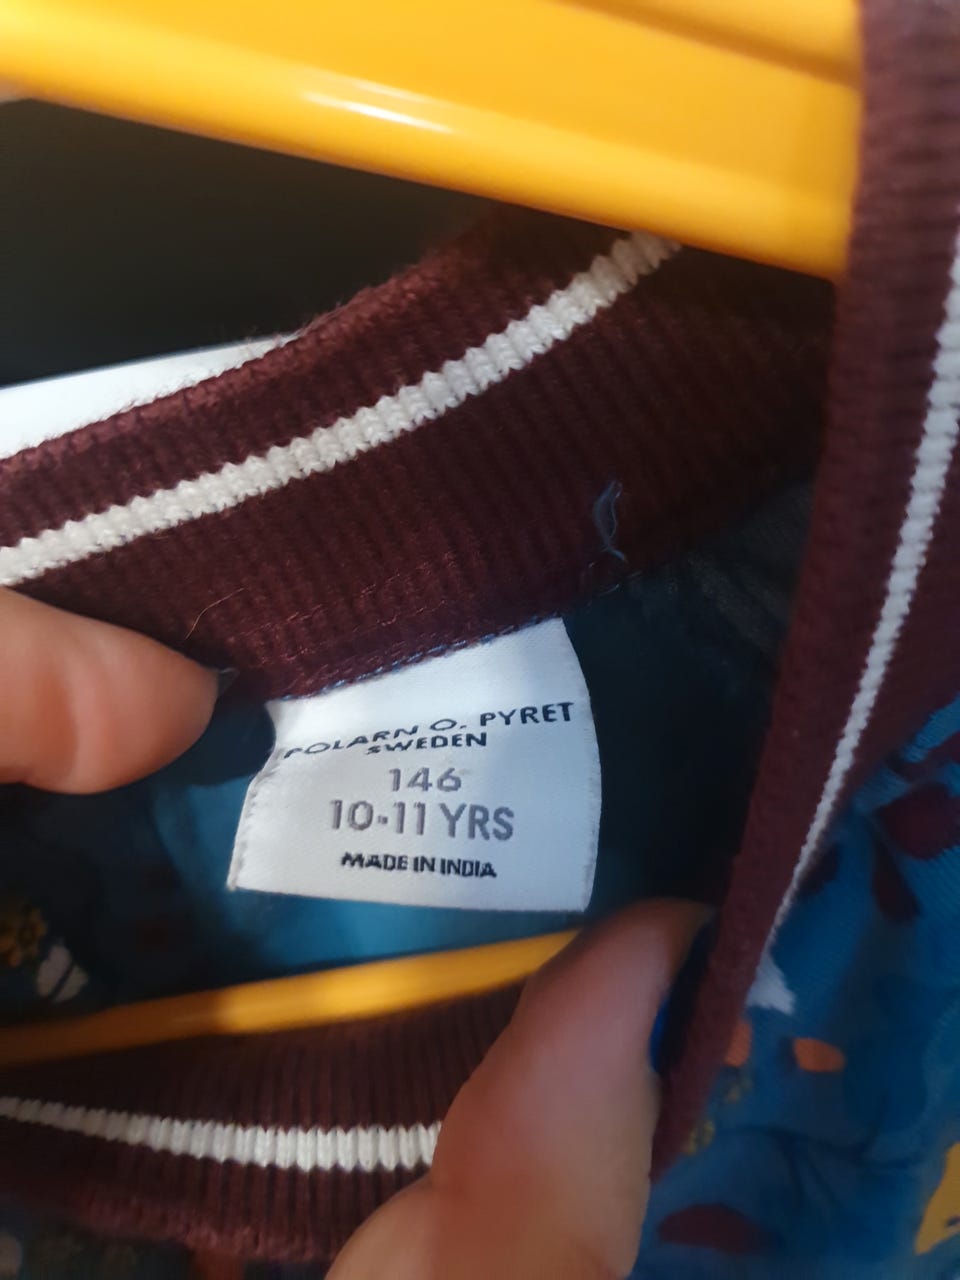 POLARN O. PYRET
SWEDEN
146
10-11 YRS
MADE IN INDIA